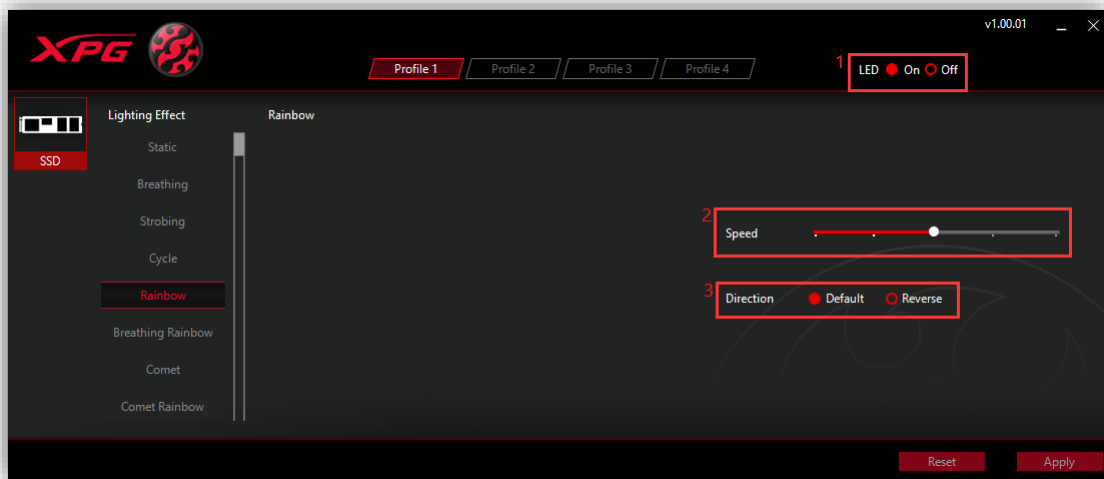 v1.00.01
XPG
Profile 1 Profile 2 Profile 3 Profile 4
1
LED On Off
SSD
Lighting Effect
Static
Breathing
Strobing
Cycle
Rainbow
Breathing Rainbow
Comet
Comet Rainbow
Rainbow
2
Speed
3
Direction Default Reverse
Reset Apply